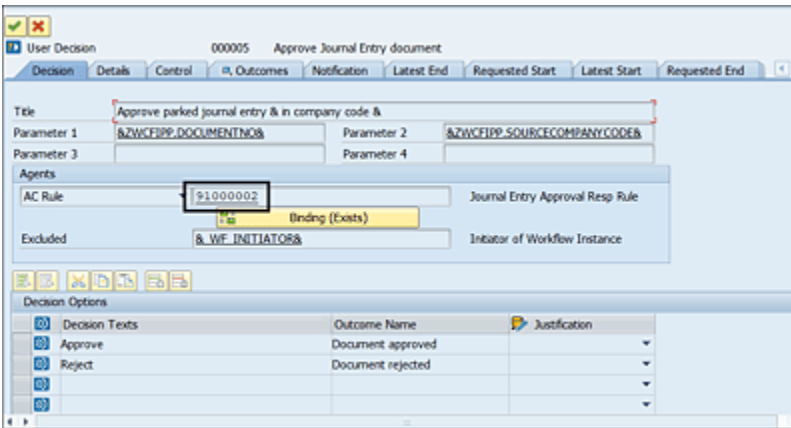 User Decision 000005 Approve Journal Entry document
Decision Details Control Outcomes Notification Latest End Requested Start Latest Start Requested End
Title Approve parked journal entry & in company code &
Parameter 1 &ZWCFIPP.DOCUMENTNO& Parameter 2 &ZWCFIPP.SOURCECOMPANYCODE&
Parameter 3 Parameter 4
Agents
AC Rule 91000002 Journal Entry Approval Resp Rule
Binding (Exists)
Excluded &_WF_INITIATOR& Initiator of Workflow Instance
Decision Options
Decision Texts Outcome Name Justification
Approve Document approved
Reject Document rejected